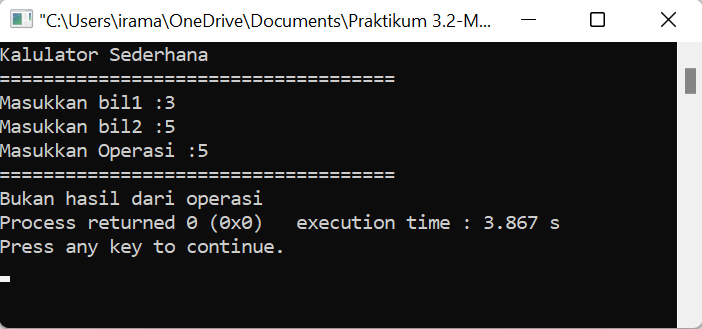 "C:\Users\irama\OneDrive\Documents\Praktikum 3.2-M...
Kalulator Sederhana
====================================
Masukkan bil1 :3
Masukkan bil2 :5
Masukkan Operasi :5
====================================
Bukan hasil dari operasi
Process returned 0 (0x0)   execution time : 3.867 s
Press any key to continue.